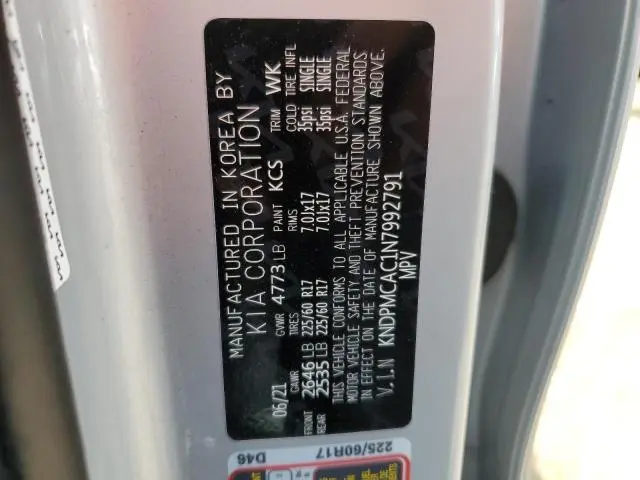 MANUFACTURED IN KOREA BY
KIA CORPORATION
06/21 GVWR 4773 LB PAINT KCS TRIM WK
GAWR TIRES RIMS COLD TIRE INFL
FRONT 2646 LB 225/60 R17 7.0Jx17 35psi SINGLE
REAR 2535 LB 225/60 R17 7.0Jx17 35psi SINGLE
THIS VEHICLE CONFORMS TO ALL APPLICABLE U.S.A. FEDERAL
MOTOR VEHICLE SAFETY AND THEFT PREVENTION STANDARDS
IN EFFECT ON THE DATE OF MANUFACTURE SHOWN ABOVE.
V.I.N KNDPMCAC1N7992791
MPV
D46 225/60R17